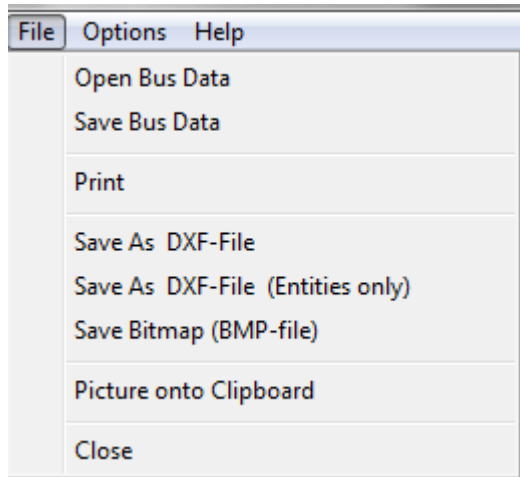 File Options Help
Open Bus Data
Save Bus Data
Print
Save As  DXF-File
Save As  DXF-File  (Entities only)
Save Bitmap (BMP-file)
Picture onto Clipboard
Close